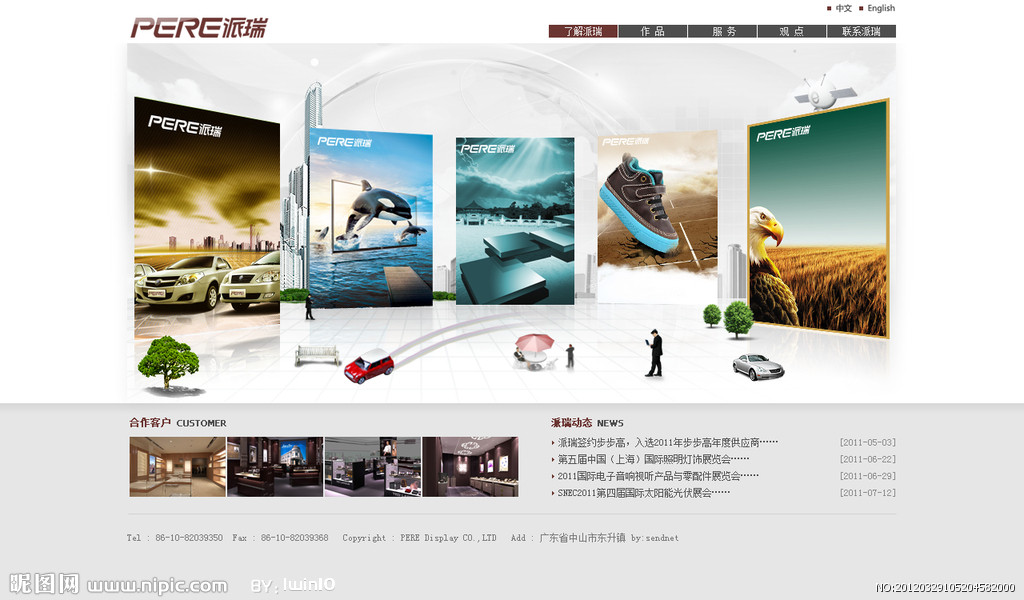 中文 English
PERE派瑞
了解派瑞 作 品 服 务 观 点 联系派瑞
PERE派瑞
PERE派瑞
PERE派瑞
PERE派瑞
PERE派瑞
合作客户 CUSTOMER
派瑞动态 NEWS
派瑞签约步步高，入选2011年步步高年度供应商…… [2011-05-03]
第五届中国（上海）国际照明灯饰展览会…… [2011-06-22]
2011国际电子音响视听产品与零配件展览会…… [2011-06-29]
SNEC2011第四届国际太阳能光伏展会…… [2011-07-12]
Tel : 86-10-82039350 Fax : 86-10-82039368 Copyright : PERE Display CO.,LTD Add : 广东省中山市东升镇 by:sendnet
昵图网 www.nipic.com BY:lwin10
NO:20120329105204582000